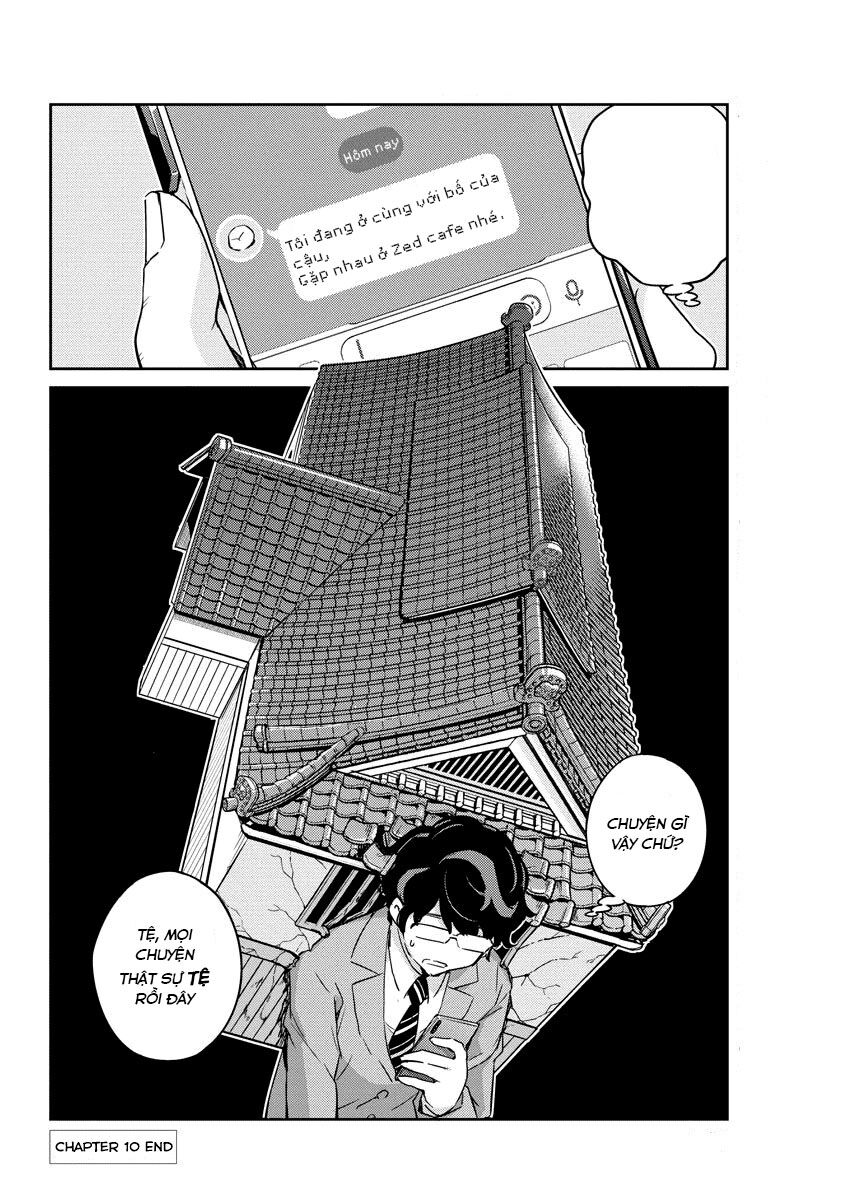 Hôm nay
Tôi đang ở cùng với bố của
cậu,
Gặp nhau ở Zed cafe nhé.
CHUYỆN GÌ
VẬY CHỨ?
TỆ, MỌI
CHUYỆN
THẬT SỰ TỆ
RỒI ĐÂY
CHAPTER 10 END